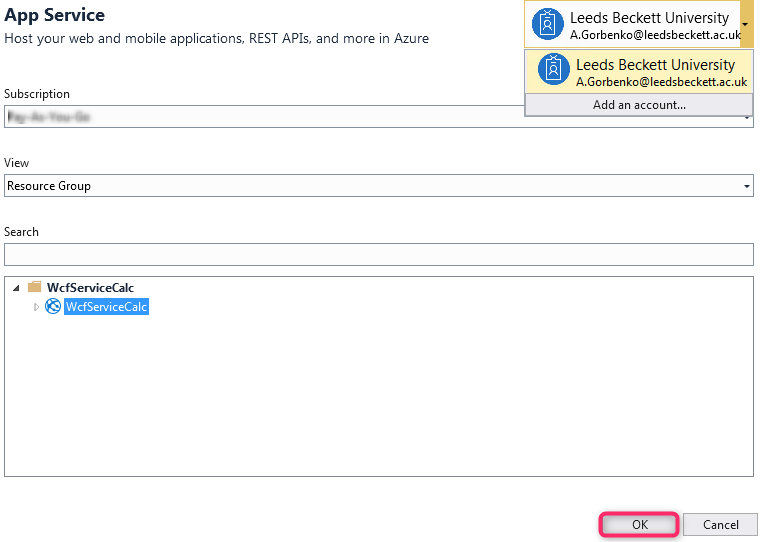 App Service
Host your web and mobile applications, REST APIs, and more in Azure
Leeds Beckett University
A.Gorbenko@leedsbeckett.ac.uk
Leeds Beckett University
A.Gorbenko@leedsbeckett.ac.uk
Add an account...
Subscription
Pay-As-You-Go
View
Resource Group
Search
WcfServiceCalc
WcfServiceCalc
OK
Cancel